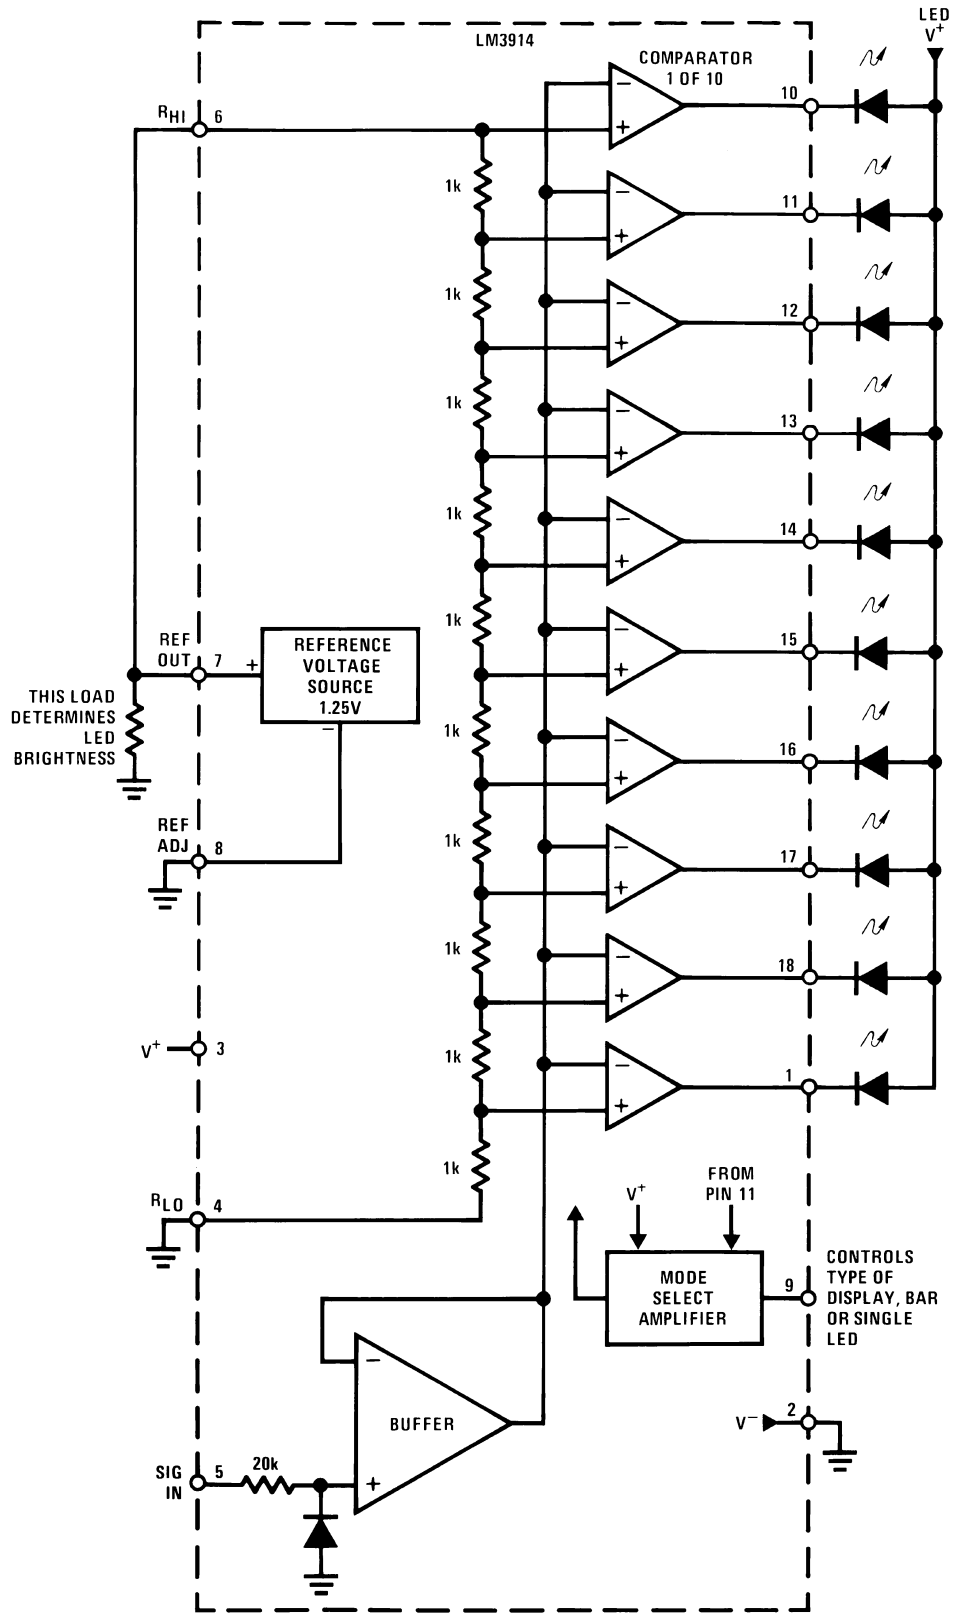 LED
V+
LM3914
COMPARATOR
1 OF 10
10
−
+
RHI
6
1k
11
−
+
1k
12
−
+
1k
13
−
+
1k
14
−
+
1k
15
−
+
REF
OUT
7
+
REFERENCE
VOLTAGE
SOURCE
1.25V
−
THIS LOAD
DETERMINES
LED
BRIGHTNESS
1k
16
−
+
REF
ADJ
8
1k
17
−
+
1k
18
−
+
V+
3
1k
1
−
+
1k
RLO
4
V+
FROM
PIN 11
MODE
SELECT
AMPLIFIER
9
CONTROLS
TYPE OF
DISPLAY, BAR
OR SINGLE
LED
−
BUFFER
+
V−
2
SIG
IN
5
20k